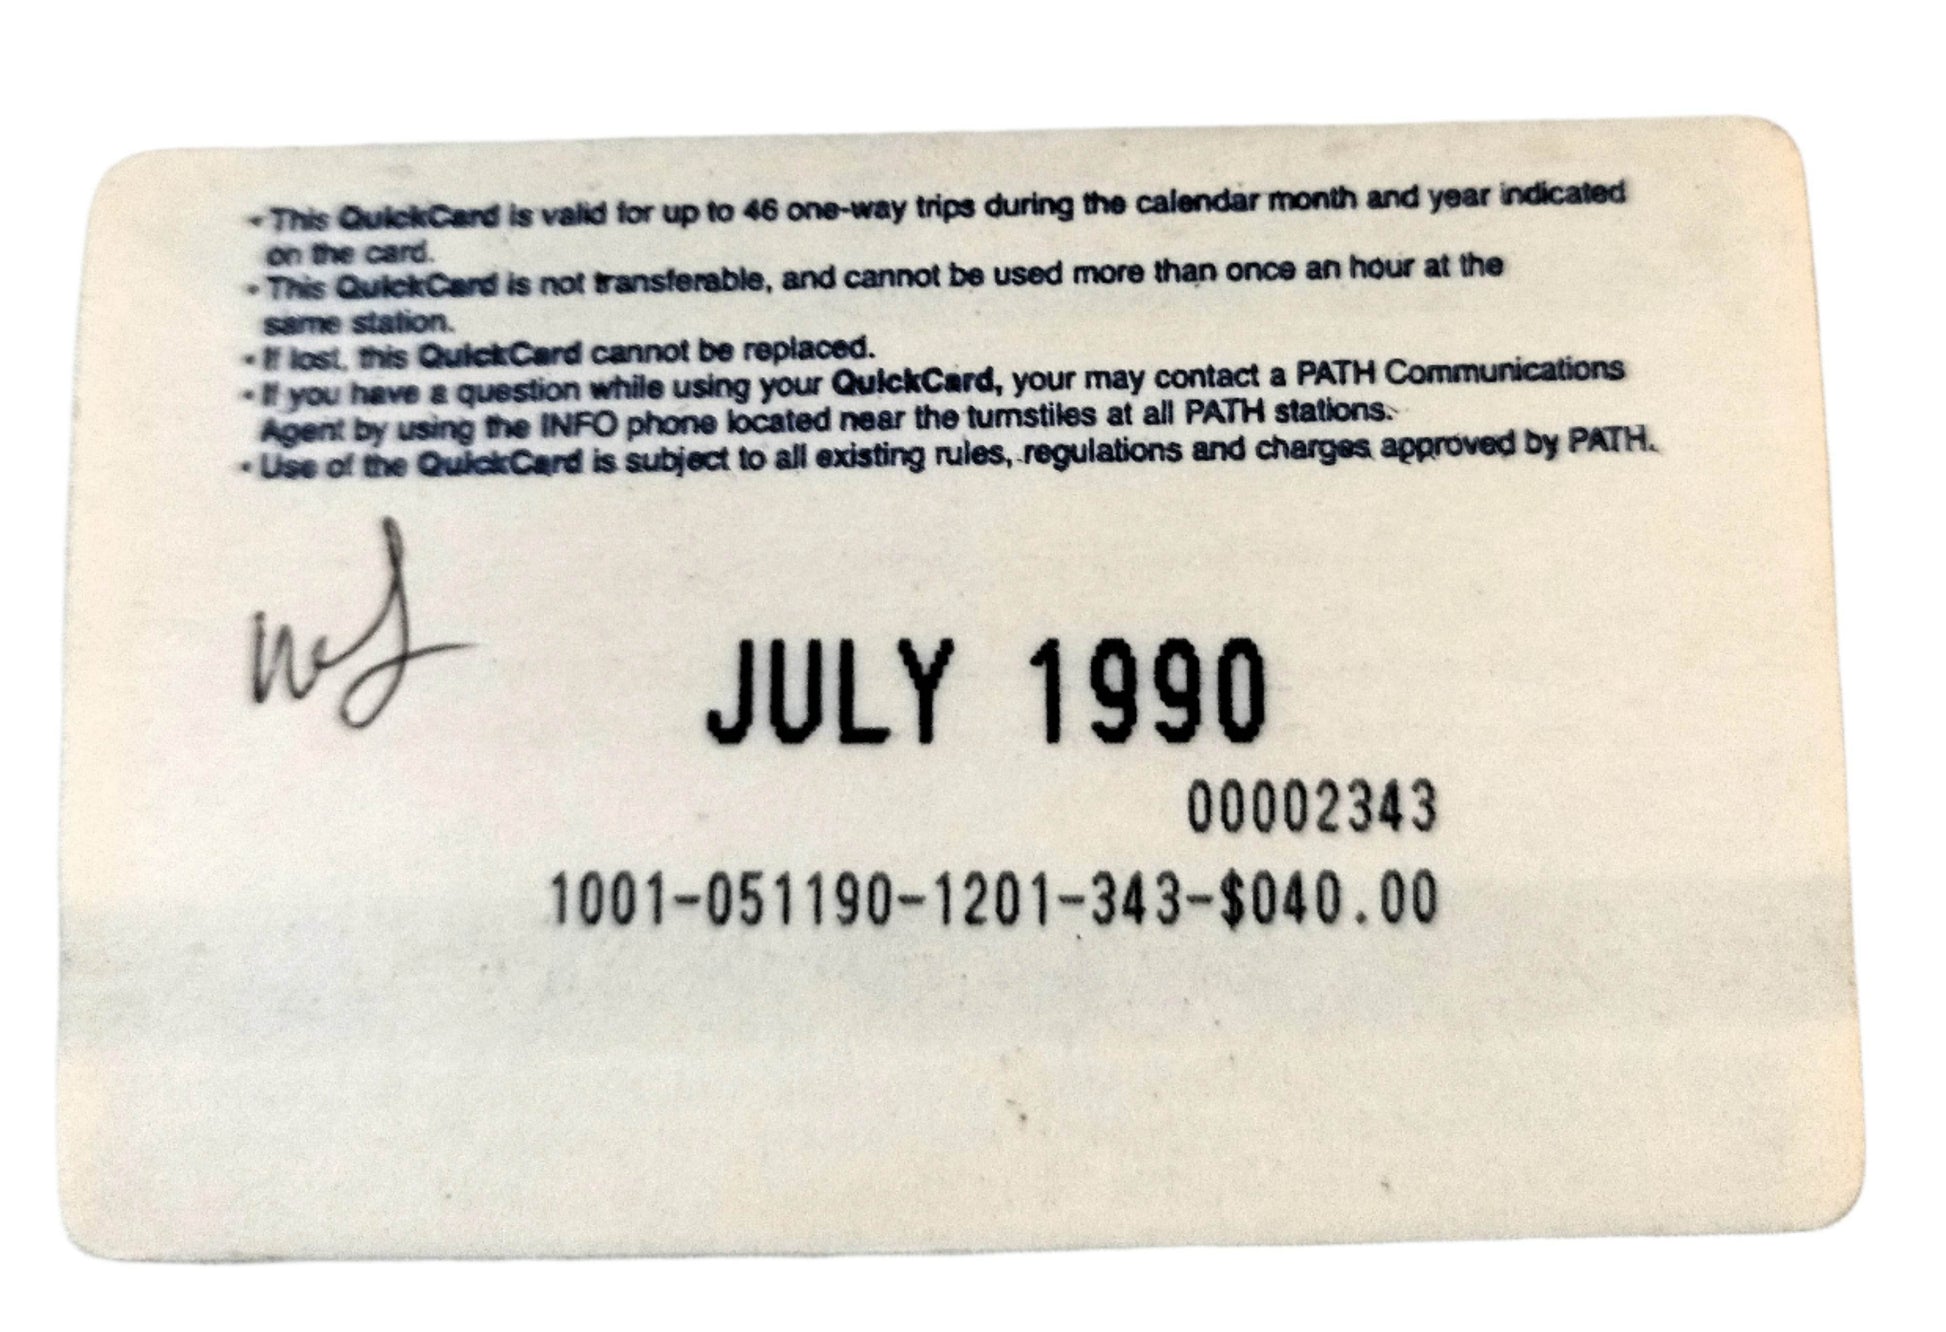 • This QuickCard is valid for up to 46 one-way trips during the calendar month and year indicated
on the card.
• This QuickCard is not transferable, and cannot be used more than once an hour at the
same station.
• If lost, this QuickCard cannot be replaced.
• If you have a question while using your QuickCard, your may contact a PATH Communications
Agent by using the INFO phone located near the turnstiles at all PATH stations.
• Use of the QuickCard is subject to all existing rules, regulations and charges approved by PATH.
JULY 1990
00002343
1001-051190-1201-343-$040.00